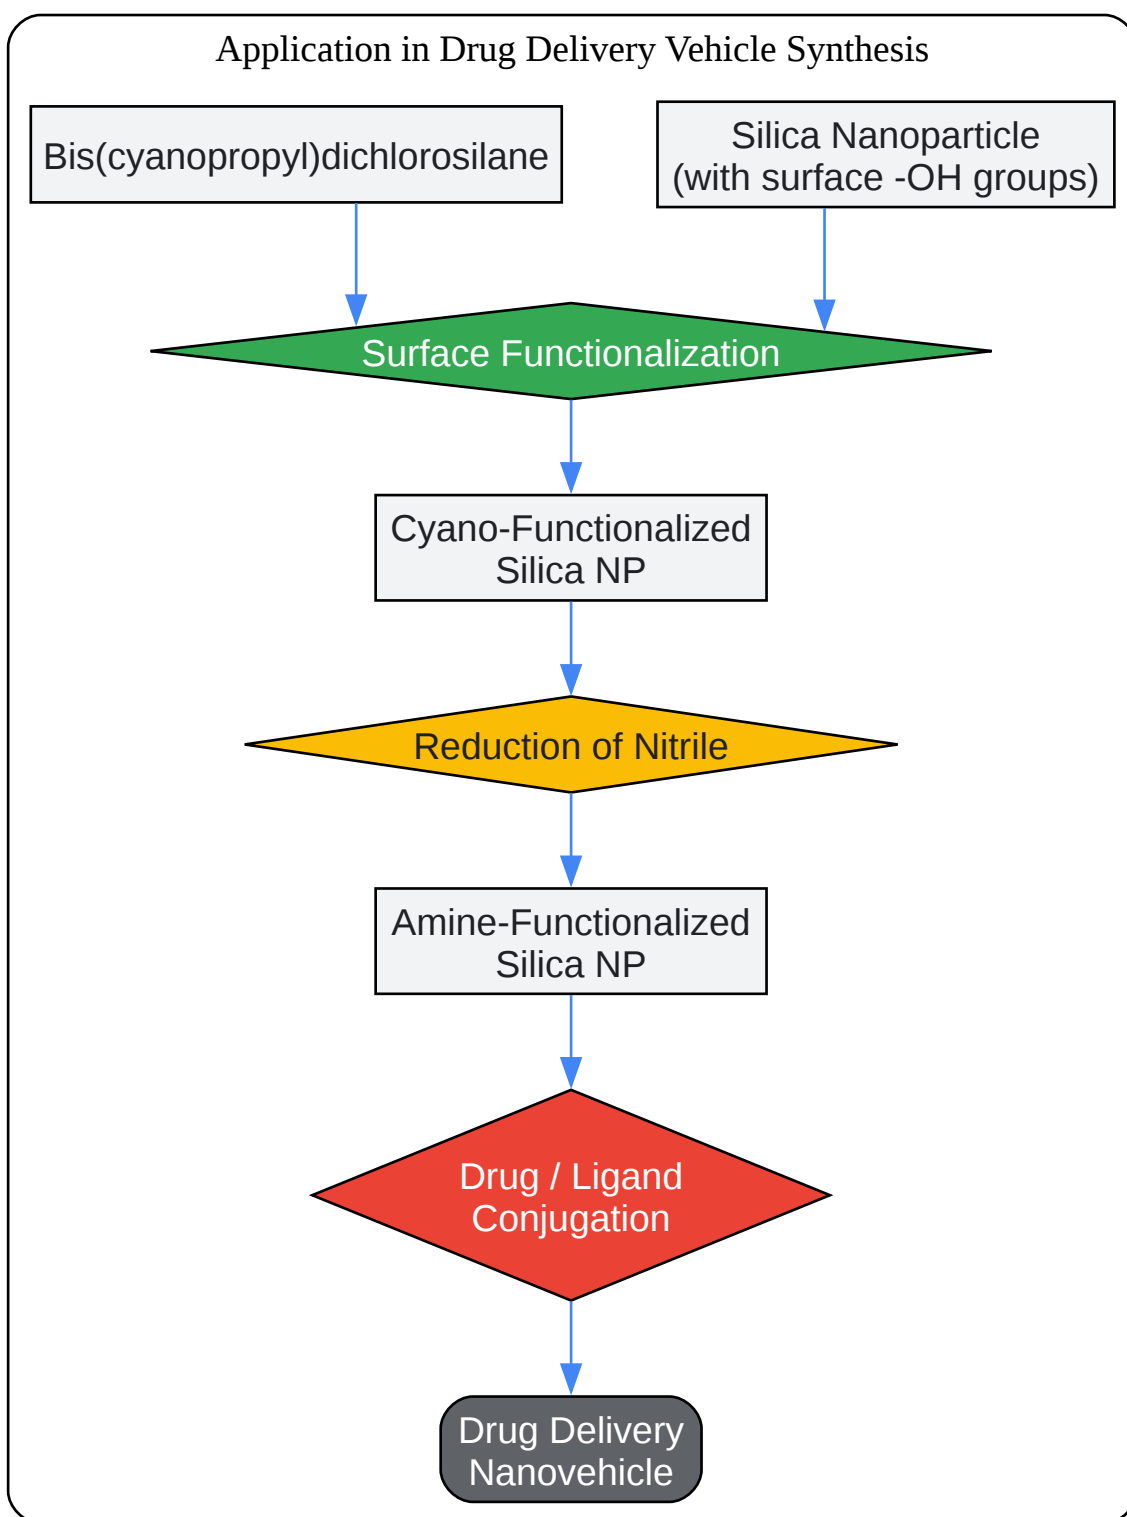 Application in Drug Delivery Vehicle Synthesis
Bis(cyanopropyl)dichlorosilane
Silica Nanoparticle
(with surface -OH groups)
Surface Functionalization
Cyano-Functionalized
Silica NP
Reduction of Nitrile
Amine-Functionalized
Silica NP
Drug / Ligand
Conjugation
Drug Delivery
Nanovehicle